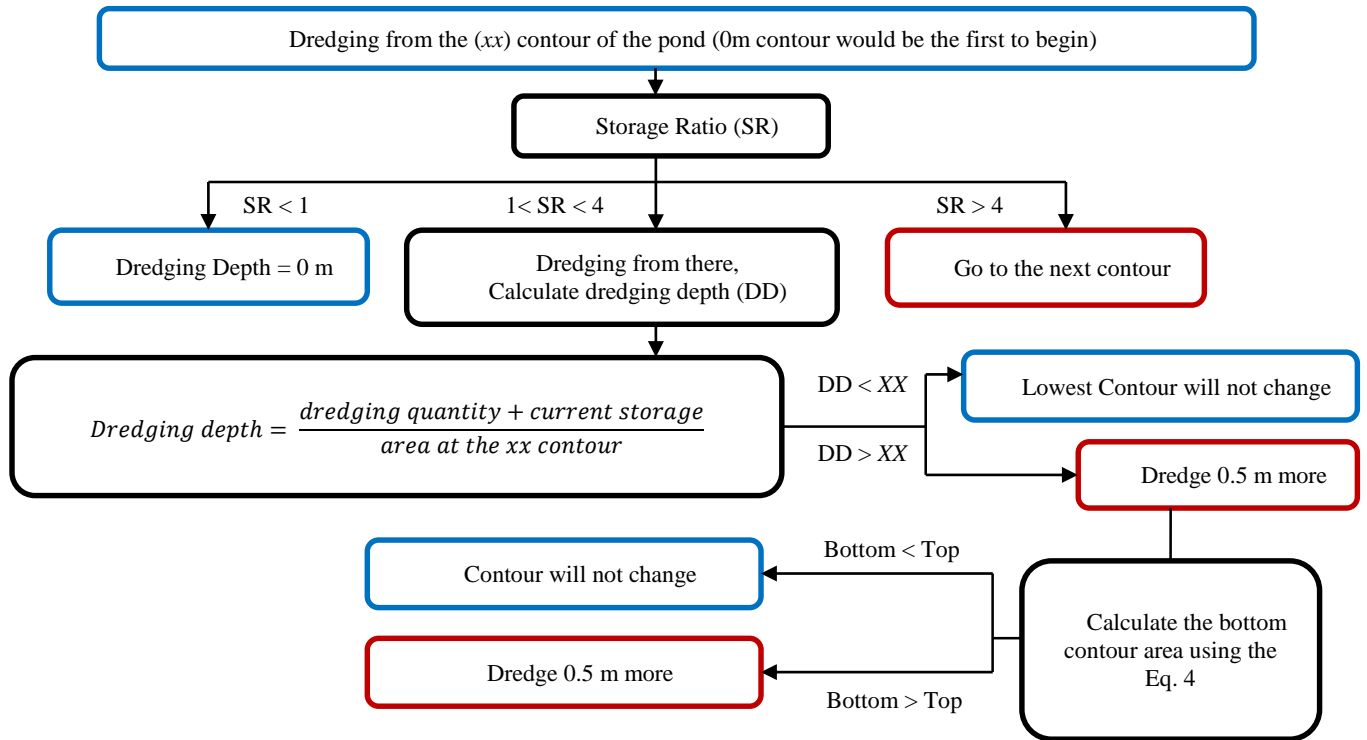 Dredging from the (xx) contour of the pond (0m contour would be the first to begin)
Storage Ratio (SR)
SR < 1
1< SR < 4
SR > 4
Dredging Depth = 0 m
Dredging from there,
Calculate dredging depth (DD)
Go to the next contour
Dredging depth = dredging quantity + current storage
area at the xx contour
DD < XX
Lowest Contour will not change
DD > XX
Dredge 0.5 m more
Bottom < Top
Contour will not change
Calculate the bottom
contour area using the
Eq. 4
Dredge 0.5 m more
Bottom > Top